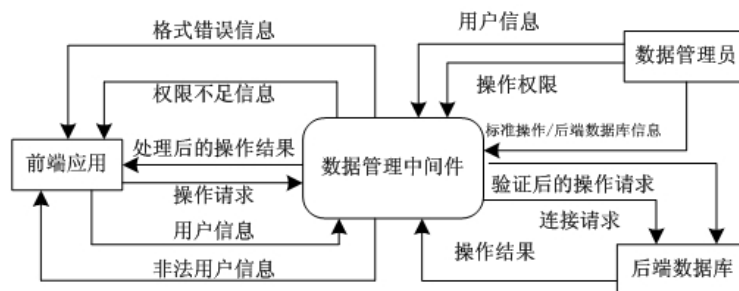 格式错误信息
用户信息
数据管理员
权限不足信息
操作权限
标准操作/后端数据库信息
前端应用
处理后的操作结果
数据管理中间件
操作请求
验证后的操作请求
用户信息
连接请求
非法用户信息
操作结果
后端数据库